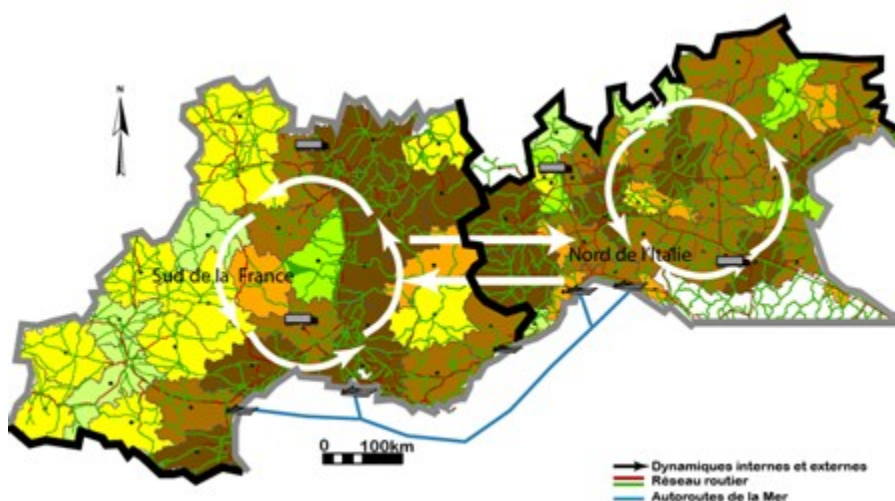 N
Sud de la France
Nord de l'Italie
0 100km
Dynamiques internes et externes
Réseau routier
Autoroutes de la Mer